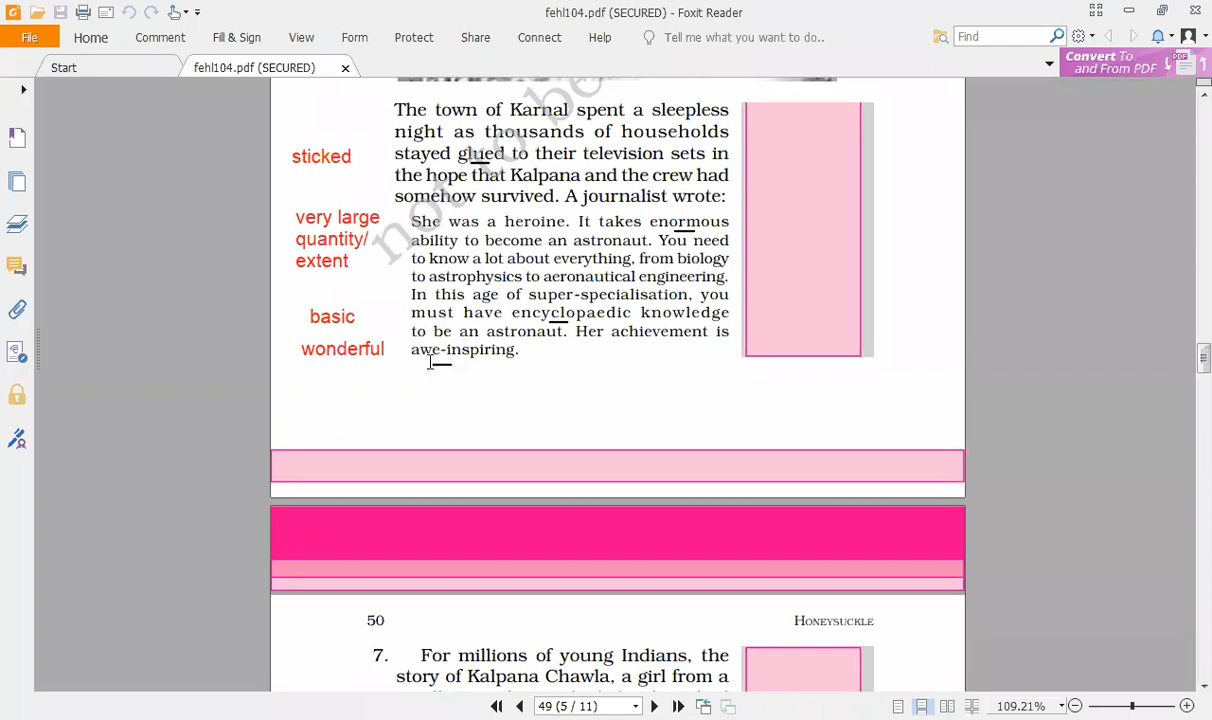 fehl104.pdf (SECURED) - Foxit Reader
File Home Comment Fill & Sign View Form Protect Share Connect Help Tell me what you want to do.. Find
Start fehl104.pdf (SECURED)
Convert To and From PDF
PDF
The town of Karnal spent a sleepless
night as thousands of households
sticked
stayed glued to their television sets in
the hope that Kalpana and the crew had
somehow survived. A journalist wrote:
very large
quantity/
extent
She was a heroine. It takes enormous
ability to become an astronaut. You need
to know a lot about everything, from biology
to astrophysics to aeronautical engineering.
In this age of super-specialisation, you
basic
must have encyclopaedic knowledge
to be an astronaut. Her achievement is
wonderful
awe-inspiring.
not to be
50
HONEYSUCKLE
7. For millions of young Indians, the
story of Kalpana Chawla, a girl from a
49 (5 / 11)
109.21%